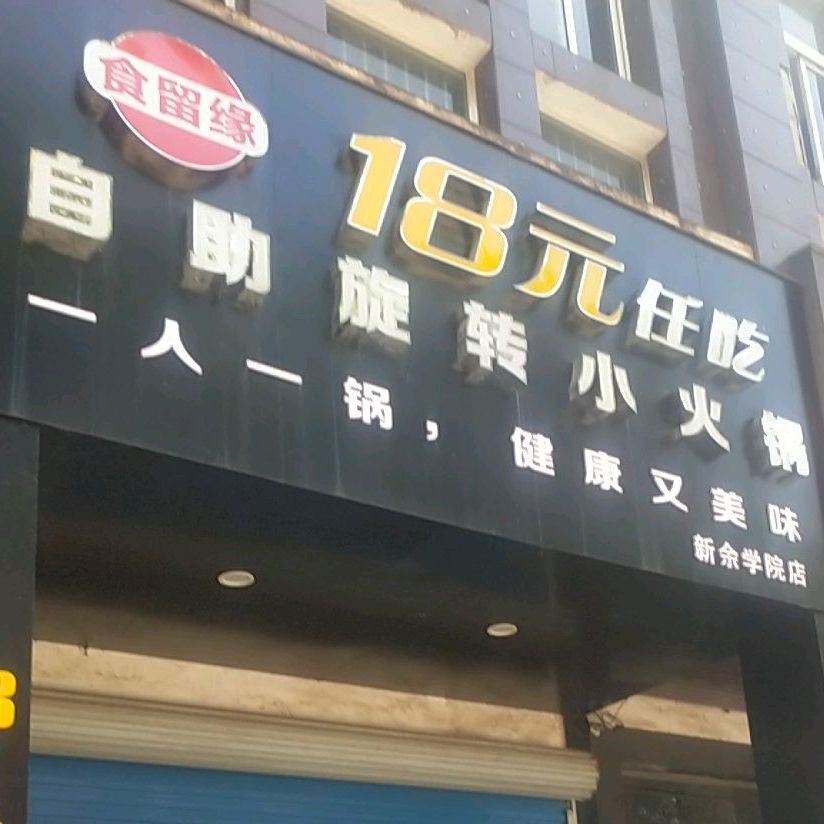 食留缘
18元任吃
自助旋转小火锅
一人一锅，健康又美味
新余学院店